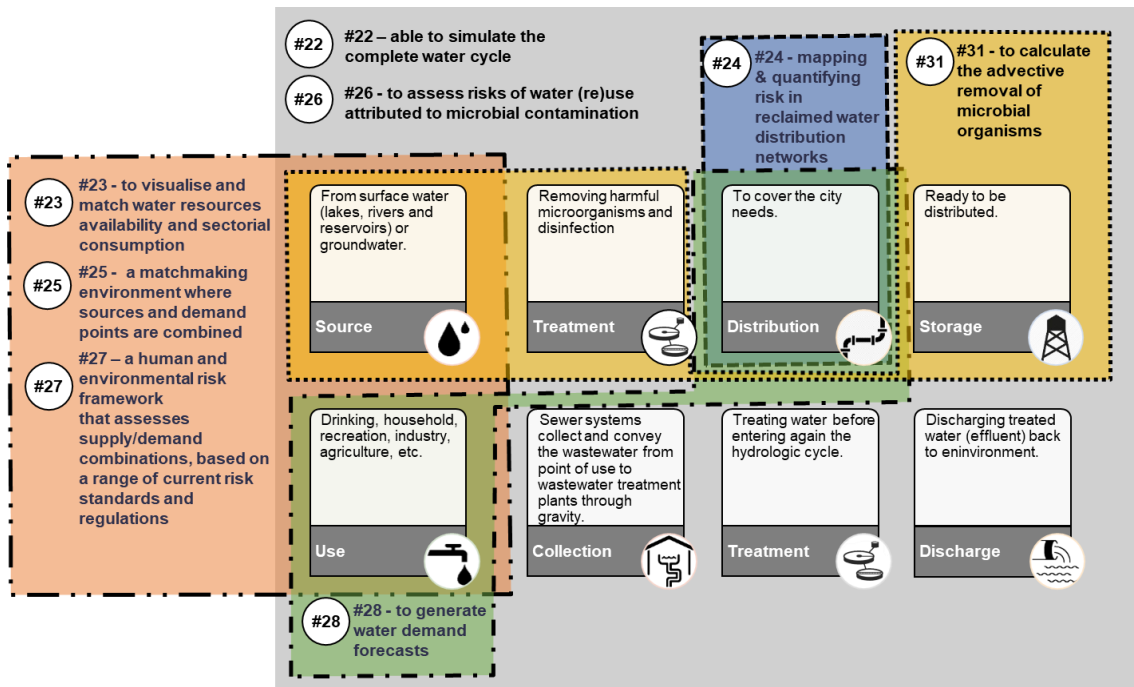 #22
#22 – able to simulate the
complete water cycle
#26
#26 - to assess risks of water (re)use
attributed to microbial contamination
#24
#24 - mapping
& quantifying
risk in
reclaimed water
distribution
networks
#31
#31 - to calculate
the advective
removal of
microbial
organisms
#23
#23 - to visualise and
match water resources
availability and sectorial
consumption
#25
#25 - a matchmaking
environment where
sources and demand
points are combined
#27
#27 – a human and
environmental risk
framework
that assesses
supply/demand
combinations, based on
a range of current risk
standards and
regulations
From surface water
(lakes, rivers and
reservoirs) or
groundwater.
Source
Removing harmful
microorganisms and
disinfection
Treatment
To cover the city
needs.
Distribution
Ready to be
distributed.
Storage
Drinking, household,
recreation, industry,
agriculture, etc.
Use
Sewer systems
collect and convey
the wastewater from
point of use to
wastewater treatment
plants through
gravity.
Collection
Treating water before
entering again the
hydrologic cycle.
Treatment
Discharging treated
water (effluent) back
to eninvironment.
Discharge
#28
#28 - to generate
water demand
forecasts